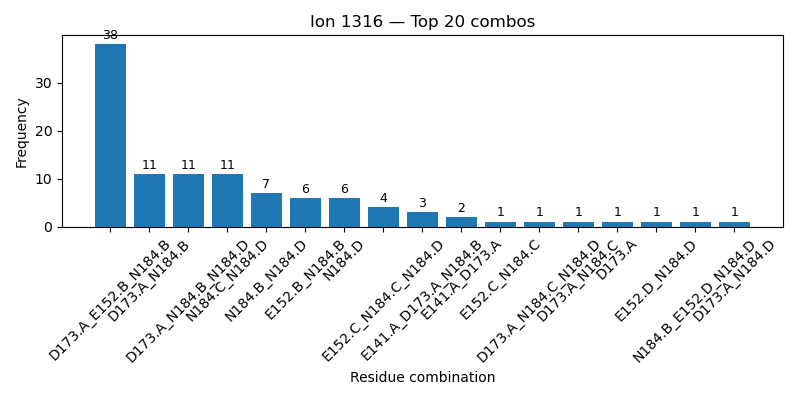 Ion 1316 — Top 20 combos
Frequency
30
20
10
0
38
11
11
11
7
6
6
4
3
2
1
1
1
1
1
1
1
D173.A_E152.B_N184.B
D173.A_N184.B
D173.A_N184.B_N184.D
N184.C_N184.D
N184.B_N184.D
E152.B_N184.B
N184.D
E152.C_N184.C_N184.D
E141.A_D173.A_N184.B
E141.A_D173.A
E152.C_N184.C
D173.A_N184.C_N184.D
D173.A_N184.C
D173.A
E152.D_N184.D
N184.B_E152.D_N184.D
D173.A_N184.D
Residue combination